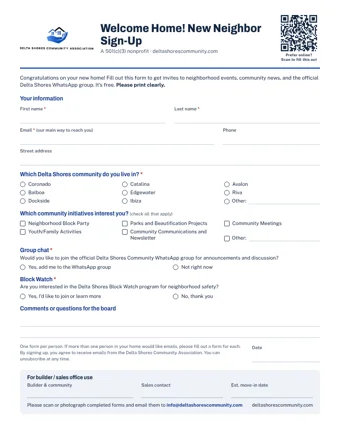 Welcome Home! New Neighbor
Sign-Up
A 501(c)(3) nonprofit · deltashorescommunity.com
DELTA SHORES COMMUNITY ASSOCIATION
Prefer online?
Scan to fill this out
Congratulations on your new home! Fill out this form to get invites to neighborhood events, community news, and the official
Delta Shores WhatsApp group. It's free. Please print clearly.
Your information
First name *
Last name *
Email * (our main way to reach you)
Phone
Street address
Which Delta Shores community do you live in? *
Coronado
Catalina
Avalon
Balboa
Edgewater
Riva
Dockside
Ibiza
Other:
Which community initiatives interest you? (check all that apply)
Neighborhood Block Party
Parks and Beautification Projects
Community Meetings
Youth/Family Activities
Community Communications and
Newsletter
Other:
Group chat *
Would you like to join the official Delta Shores Community WhatsApp group for announcements and discussion?
Yes, add me to the WhatsApp group
Not right now
Block Watch *
Are you interested in the Delta Shores Block Watch program for neighborhood safety?
Yes, I'd like to join or learn more
No, thank you
Comments or questions for the board
One form per person. If more than one person in your home would like emails, please fill out a form for each.
By signing up, you agree to receive emails from the Delta Shores Community Association. You can
unsubscribe at any time.
Date
For builder / sales office use
Builder & community
Sales contact
Est. move-in date
Please scan or photograph completed forms and email them to info@deltashorescommunity.com
deltashorescommunity.com